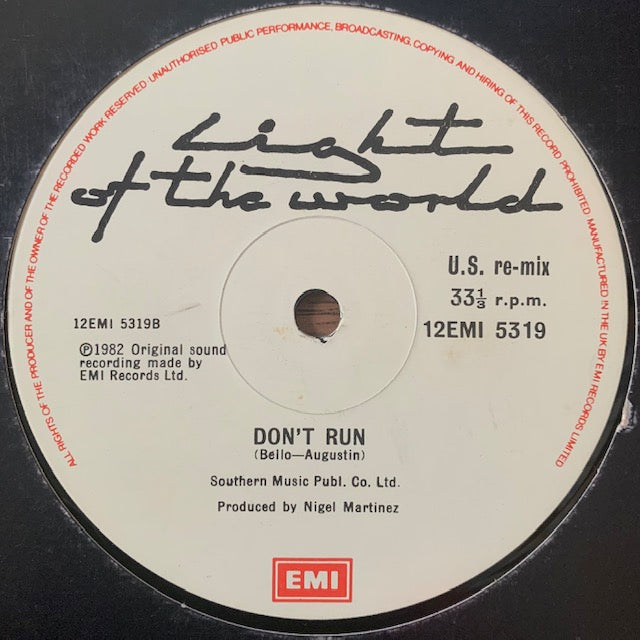 ALL RIGHTS OF THE PRODUCER AND OF THE OWNER OF THE RECORDED WORK RESERVED · UNAUTHORISED PUBLIC PERFORMANCE, BROADCASTING, COPYING AND HIRING OF THIS RECORD PROHIBITED. MANUFACTURED IN THE UK BY EMI RECORDS LIMITED
Light
of the world
U.S. re-mix
33⅓ r.p.m.
12EMI 5319
12EMI 5319B
℗1982 Original sound
recording made by
EMI Records Ltd.
DON'T RUN
(Bello—Augustin)
Southern Music Publ. Co. Ltd.
Produced by Nigel Martinez
EMI